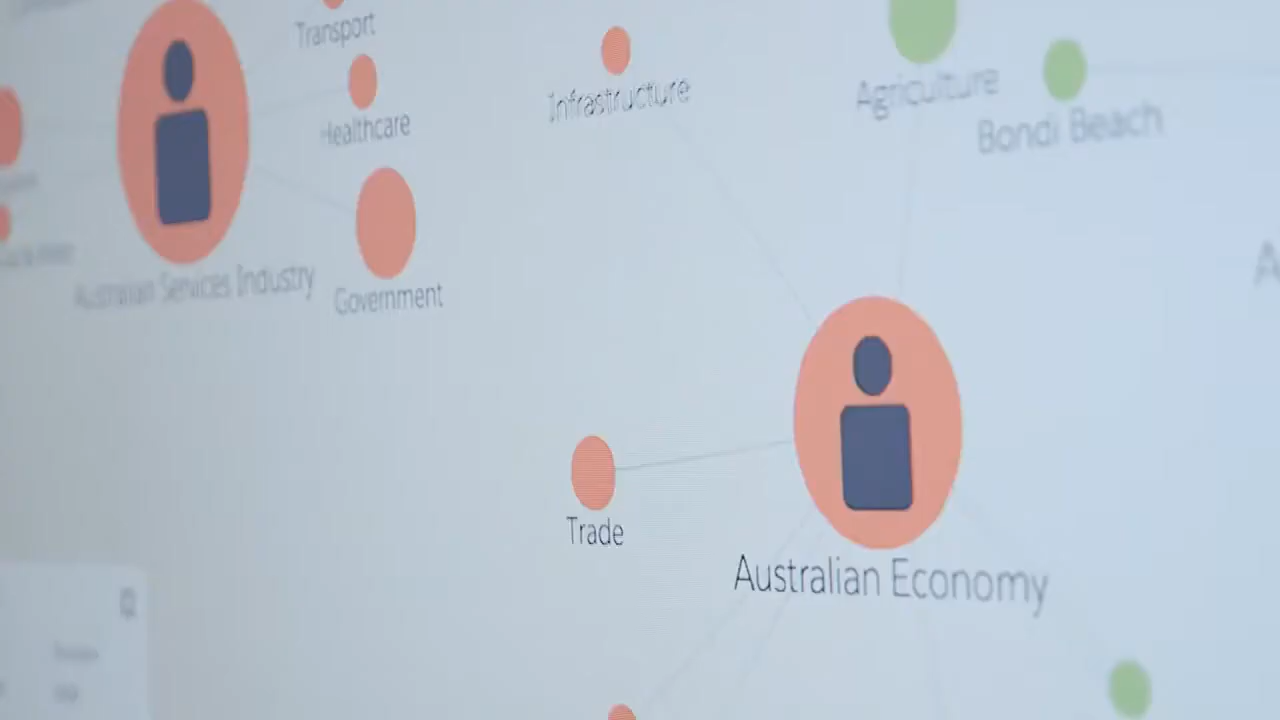 Transport
Infrastructure
Agriculture
Bondi Beach
Healthcare
Australian Services Industry
Government
Trade
Australian Economy